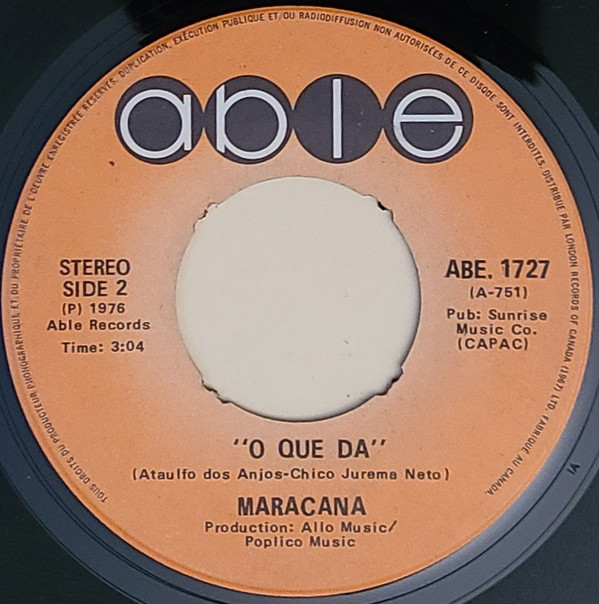 TOUS DROITS DU PRODUCTEUR PHONOGRAPHIQUE ET DU PROPRIÉTAIRE DE L'OEUVRE ENREGISTRÉE RÉSERVÉS. DUPLICATION, EXÉCUTION PUBLIQUE ET/OU RADIODIFFUSION NON AUTORISÉES DE CE DISQUE SONT INTERDITES. DISTRIBUE PAR LONDON RECORDS OF CANADA (1967) LTD. FABRIQUE AU CANADA.
able
STEREO
SIDE 2
(P) 1976
Able Records
Time: 3:04
ABE. 1727
(A-751)
Pub: Sunrise
Music Co.
(CAPAC)
"O QUE DA"
(Ataulfo dos Anjos-Chico Jurema Neto)
MARACANA
Production: Allo Music/
Poplico Music
VI